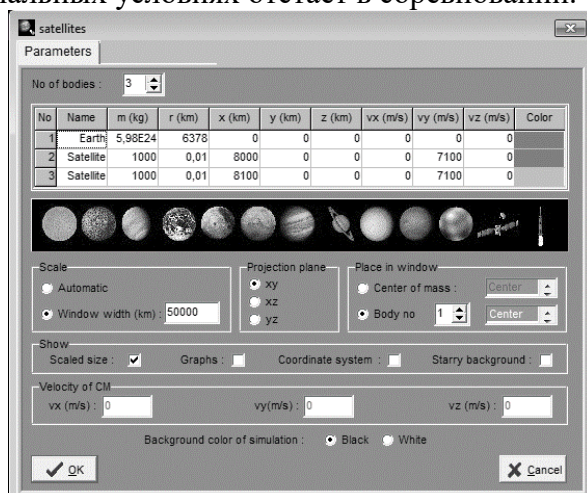 нальных условиях отстает в соревновании.
satellites
Parameters
No of bodies : 3
No Name m (kg) r (km) x (km) y (km) z (km) vx (m/s) vy (m/s) vz (m/s) Color
1 Earth 5,98E24 6378 0 0 0 0 0 0
2 Satellite 1000 0,01 8000 0 0 0 7100 0
3 Satellite 1000 0,01 8100 0 0 0 7100 0
Scale Projection plane Place in window
Automatic xy Center of mass : Center
Window width (km) : 50000 xz Body no 1 Center
yz
Show
Scaled size : Graphs : Coordinate system : Starry background :
Velocity of CM
vx (m/s) : 0 vy(m/s) : 0 vz (m/s) : 0
Background color of simulation : Black White
OK Cancel